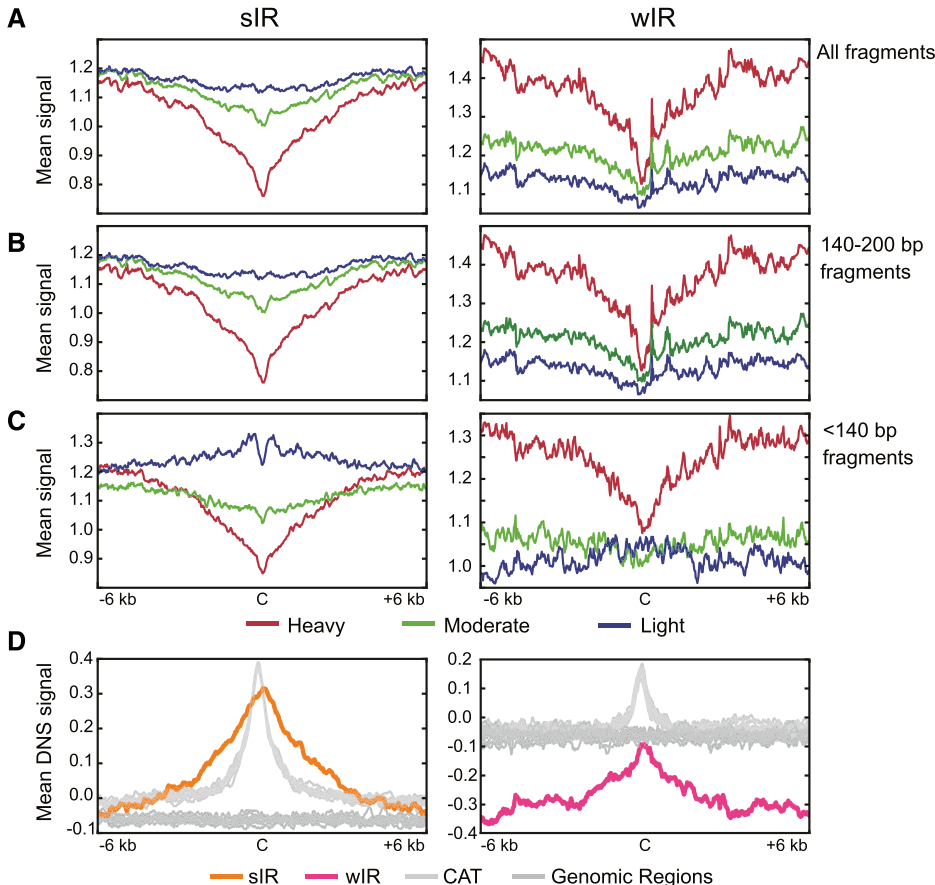 A
sIR
wIR
All fragments
Mean signal
1.2
1.1
1.0
0.9
0.8
1.4
1.3
1.2
1.1
B
140-200 bp
fragments
Mean signal
1.2
1.1
1.0
0.9
0.8
1.4
1.3
1.2
1.1
C
<140 bp
fragments
Mean signal
1.3
1.2
1.1
1.0
0.9
1.3
1.2
1.1
1.0
-6 kb
C
+6 kb
-6 kb
C
+6 kb
Heavy
Moderate
Light
D
Mean DNS signal
0.4
0.3
0.2
0.1
0.0
-0.1
0.2
0.1
0.0
-0.1
-0.2
-0.3
-0.4
-6 kb
C
+6 kb
-6 kb
C
+6 kb
sIR
wIR
CAT
Genomic Regions